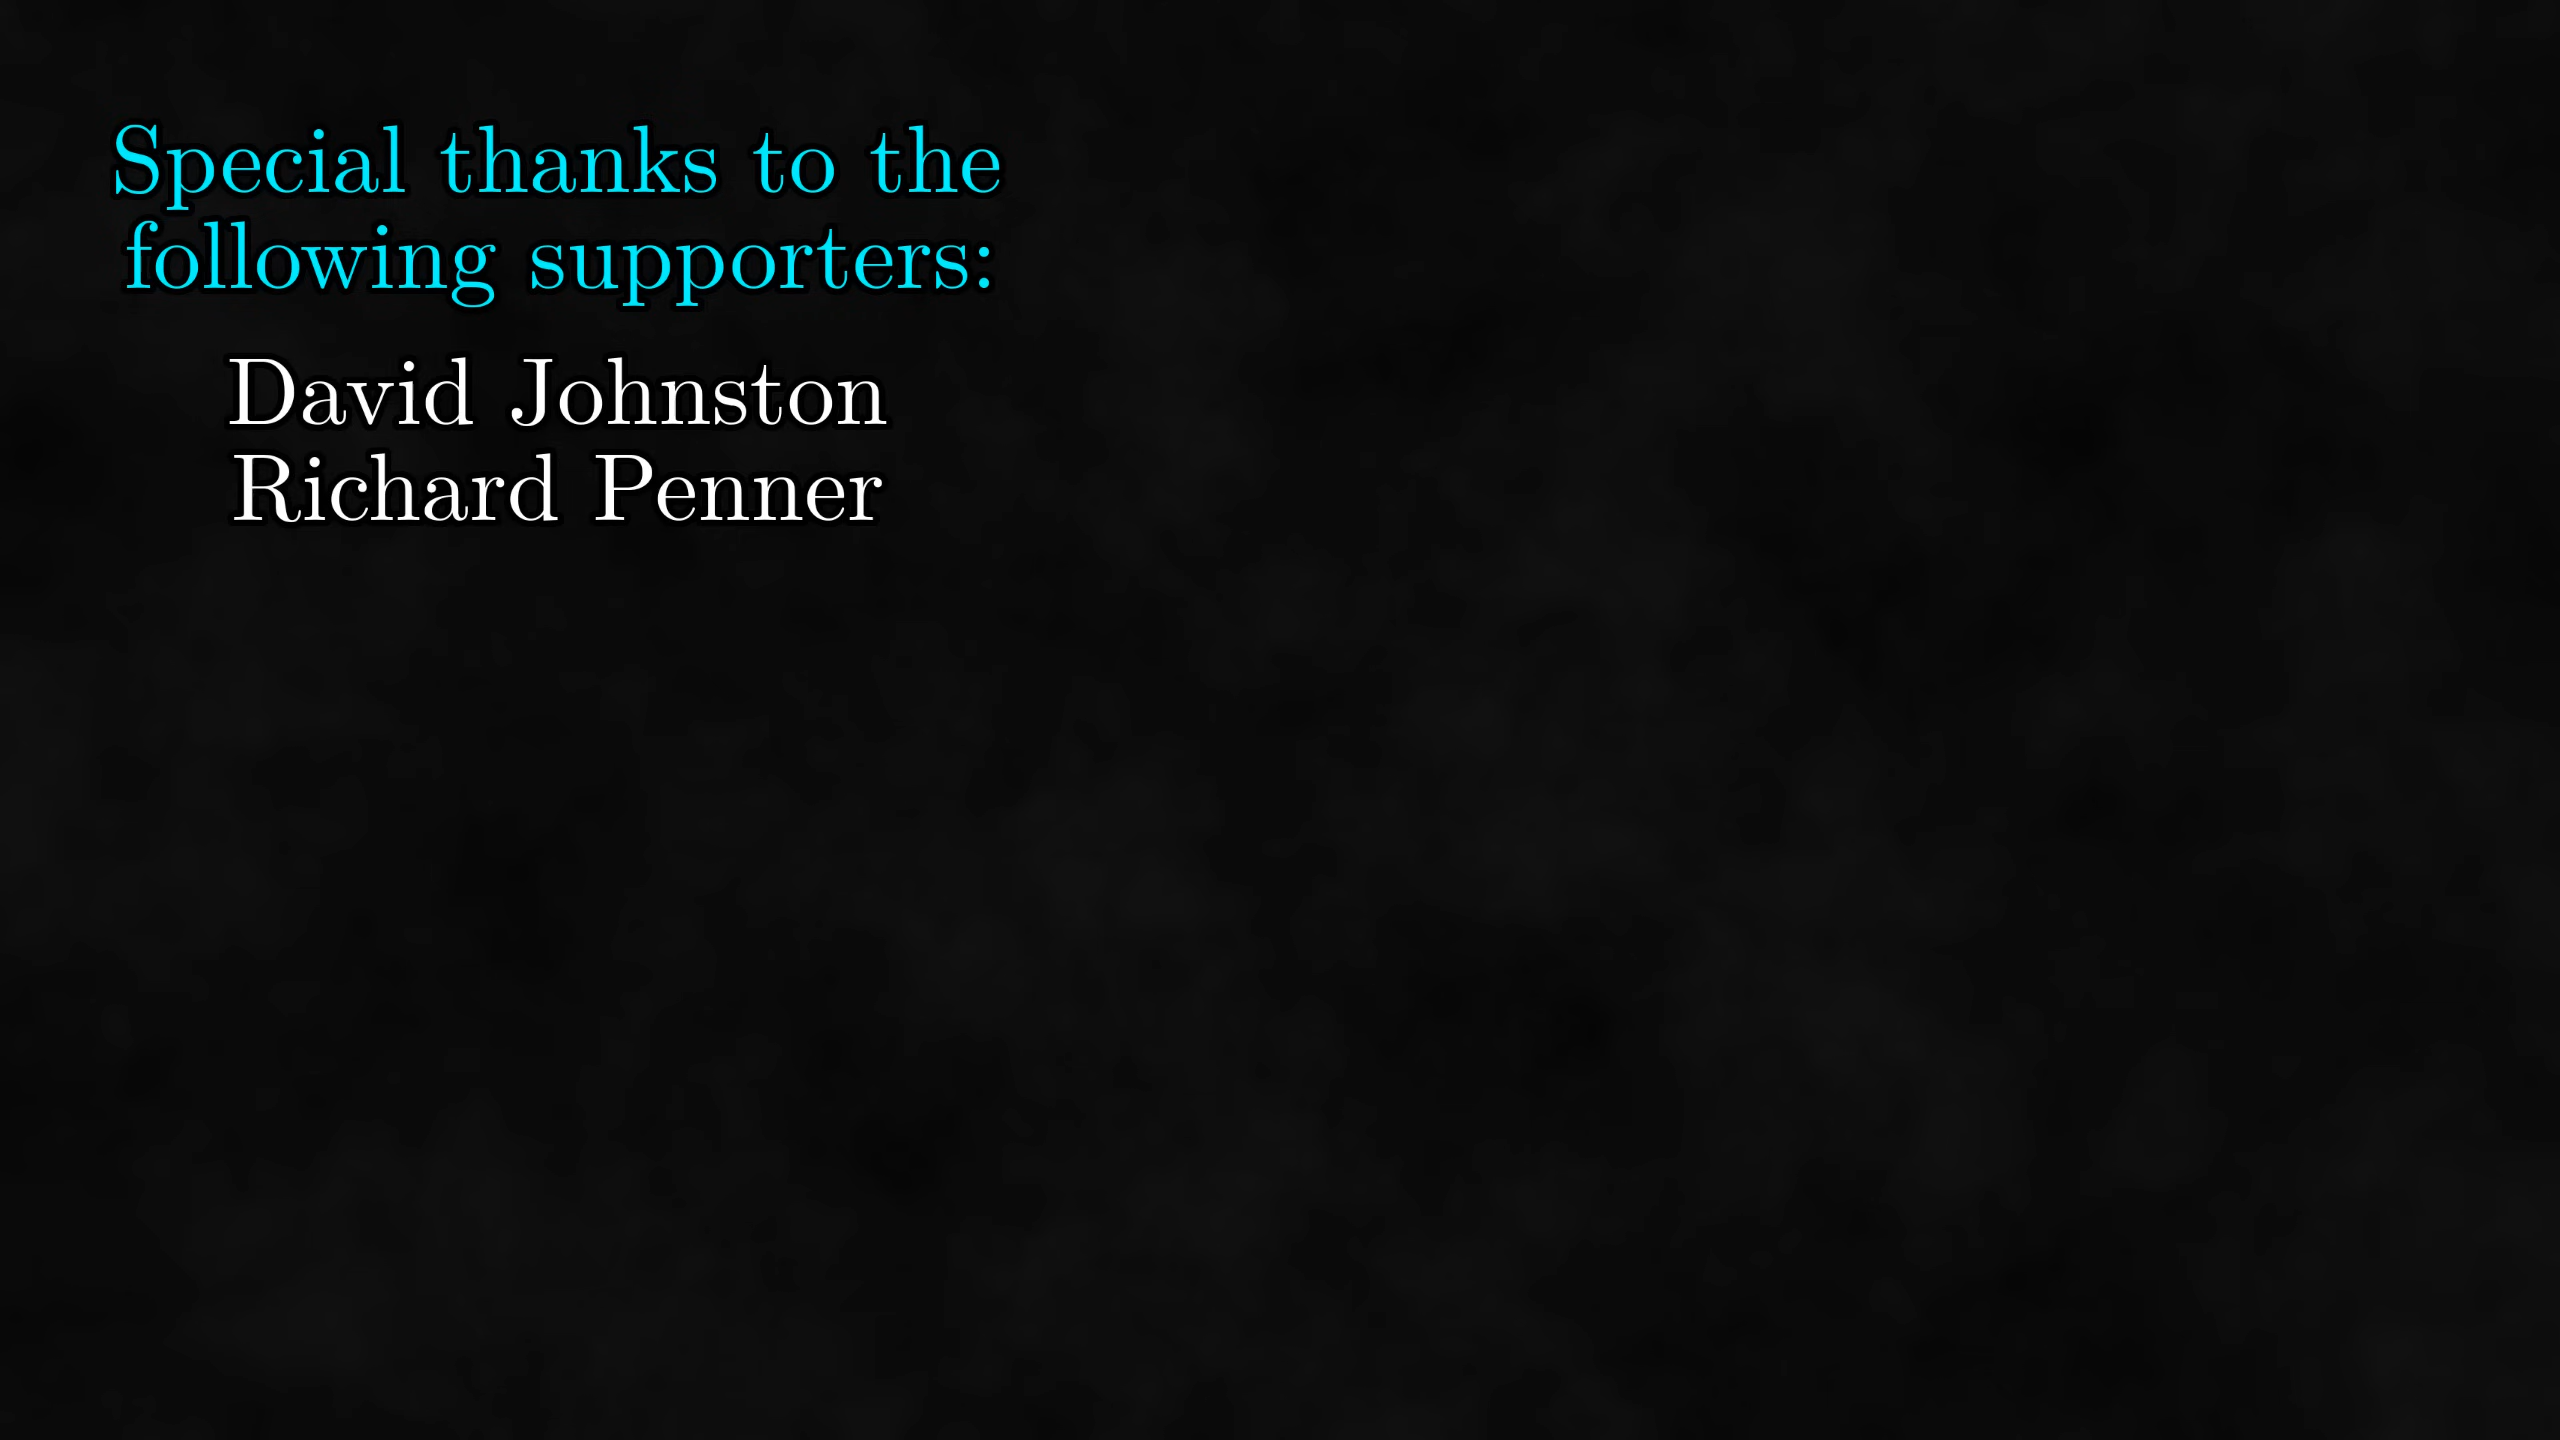 Special thanks to the
following supporters:
David Johnston
Richard Penner